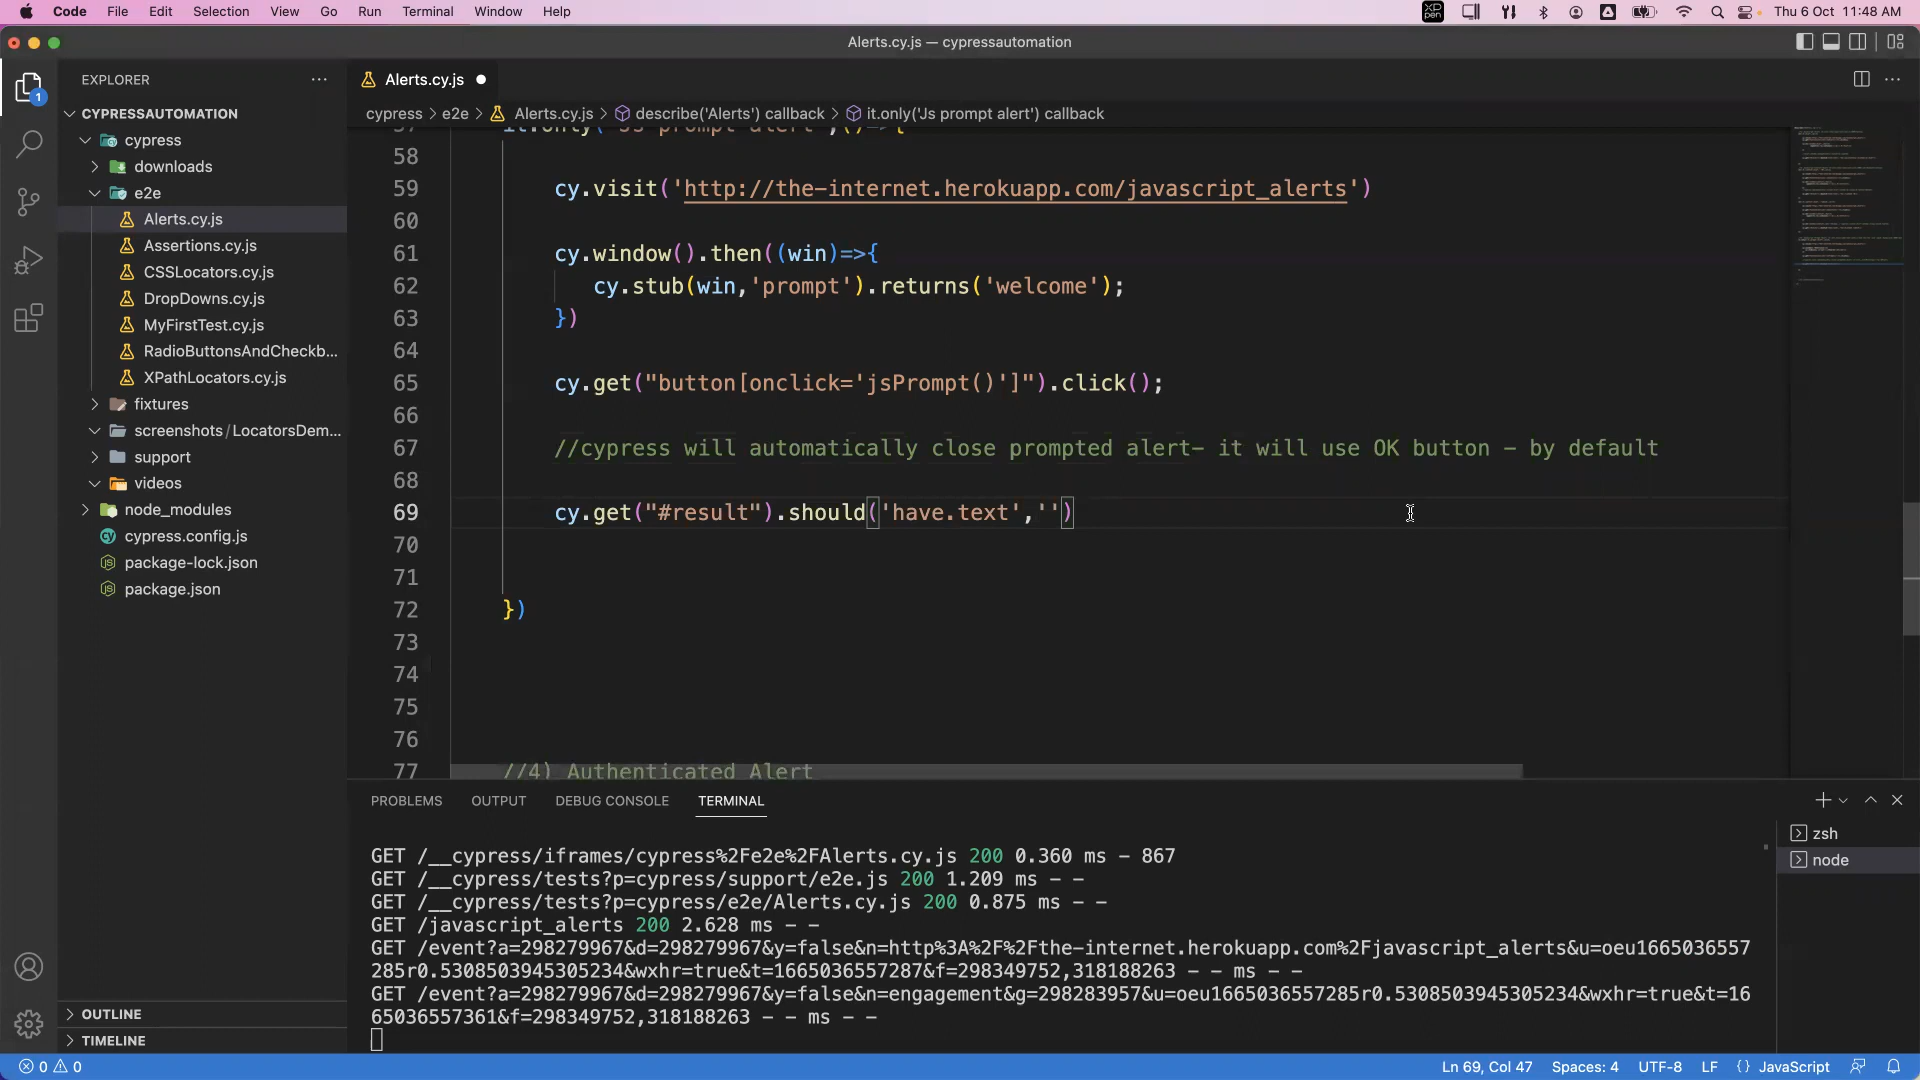 Code File Edit Selection View Go Run Terminal Window Help
XP pen
Thu 6 Oct 11:48 AM
Alerts.cy.js — cypressautomation
1
EXPLORER
CYPRESSAUTOMATION
cypress
downloads
e2e
Alerts.cy.js
Assertions.cy.js
CSSLocators.cy.js
DropDowns.cy.js
MyFirstTest.cy.js
RadioButtonsAndCheckb...
XPathLocators.cy.js
fixtures
screenshots / LocatorsDem...
support
videos
node_modules
cypress.config.js
package-lock.json
package.json
OUTLINE
TIMELINE
Alerts.cy.js
cypress > e2e > Alerts.cy.js > describe('Alerts') callback > it.only('Js prompt alert') callback
57 it.only("Js prompt alert",()=>{
58
59 cy.visit('http://the-internet.herokuapp.com/javascript_alerts')
60
61 cy.window().then((win)=>{
62 cy.stub(win,'prompt').returns('welcome');
63 })
64
65 cy.get("button[onclick='jsPrompt()']").click();
66
67 //cypress will automatically close prompted alert- it will use OK button - by default
68
69 cy.get("#result").should('have.text','')
70
71
72 })
73
74
75
76
77 //4) Authenticated Alert
PROBLEMS OUTPUT DEBUG CONSOLE TERMINAL
GET /__cypress/iframes/cypress%2Fe2e%2FAlerts.cy.js 200 0.360 ms - 867
GET /__cypress/tests?p=cypress/support/e2e.js 200 1.209 ms - -
GET /__cypress/tests?p=cypress/e2e/Alerts.cy.js 200 0.875 ms - -
GET /javascript_alerts 200 2.628 ms - -
GET /event?a=298279967&d=298279967&y=false&n=http%3A%2F%2Fthe-internet.herokuapp.com%2Fjavascript_alerts&u=oeu1665036557
285r0.5308503945305234&wxhr=true&t=1665036557287&f=298349752,318188263 - - ms - -
GET /event?a=298279967&d=298279967&y=false&n=engagement&g=298283957&u=oeu1665036557285r0.5308503945305234&wxhr=true&t=16
65036557361&f=298349752,318188263 - - ms - -
zsh
node
0 0
Ln 69, Col 47 Spaces: 4 UTF-8 LF {} JavaScript